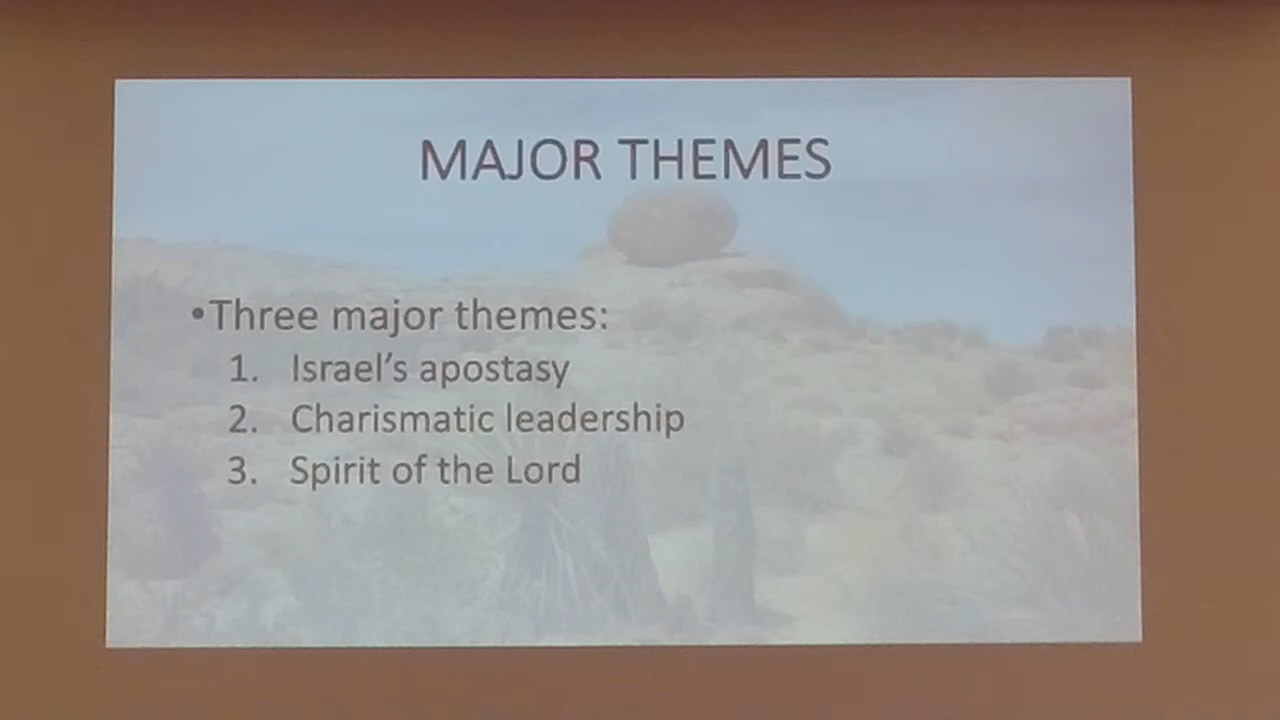 MAJOR THEMES
•Three major themes:
1. Israel's apostasy
2. Charismatic leadership
3. Spirit of the Lord